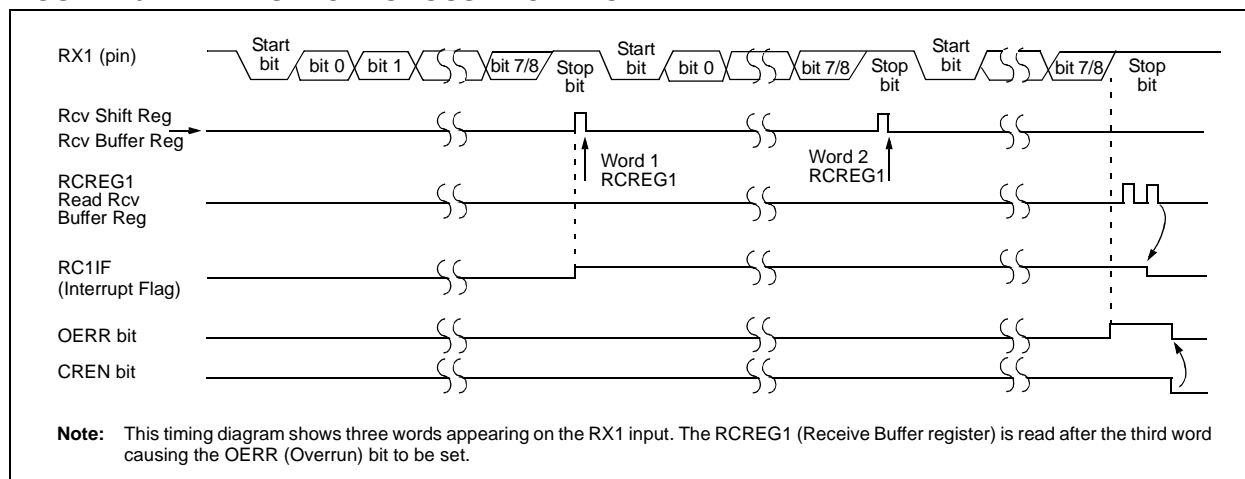 RX1 (pin)
Start bit
bit 0
bit 1
bit 7/8
Stop bit
Start bit
bit 0
bit 7/8
Stop bit
Start bit
bit 7/8
Stop bit
Rcv Shift Reg
Rcv Buffer Reg
Word 1
RCREG1
Word 2
RCREG1
RCREG1
Read Rcv
Buffer Reg
RC1IF
(Interrupt Flag)
OERR bit
CREN bit
Note: This timing diagram shows three words appearing on the RX1 input. The RCREG1 (Receive Buffer register) is read after the third word
causing the OERR (Overrun) bit to be set.